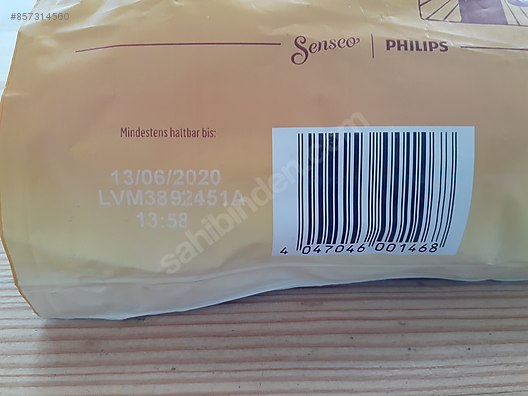 #857314560
Senseo | PHILIPS
Mindestens haltbar bis:
13/06/2020
LVM3892451A
13:58
sahibinden.com
4 047046 001468